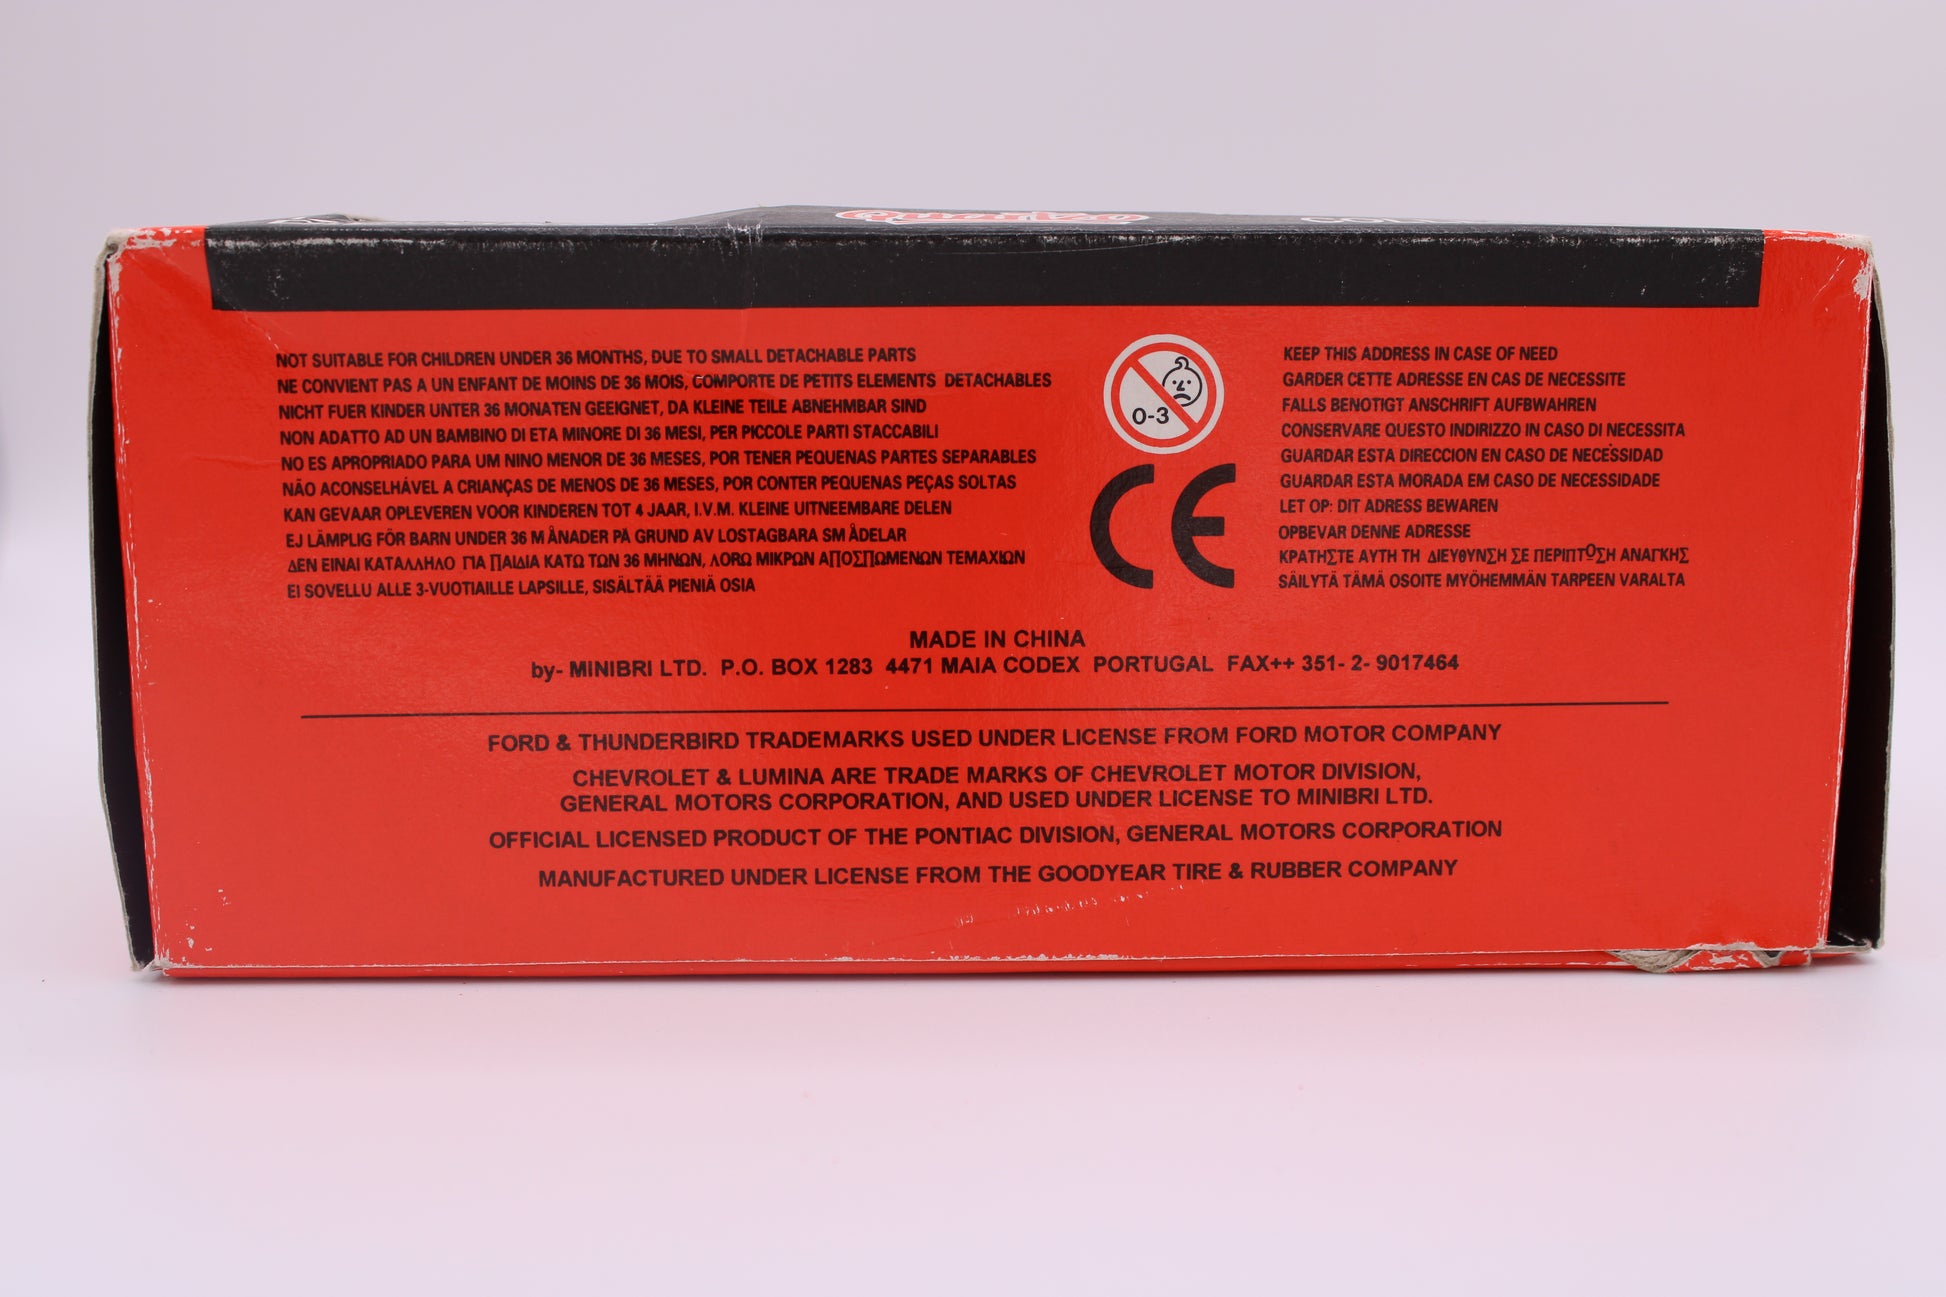 NOT SUITABLE FOR CHILDREN UNDER 36 MONTHS, DUE TO SMALL DETACHABLE PARTS
NE CONVIENT PAS A UN ENFANT DE MOINS DE 36 MOIS, COMPORTE DE PETITS ELEMENTS DETACHABLES
NICHT FUER KINDER UNTER 36 MONATEN GEEIGNET, DA KLEINE TEILE ABNEHMBAR SIND
NON ADATTO AD UN BAMBINO DI ETA MINORE DI 36 MESI, PER PICCOLE PARTI STACCABILI
NO ES APROPRIADO PARA UM NINO MENOR DE 36 MESES, POR TENER PEQUENAS PARTES SEPARABLES
NÃO ACONSELHÁVEL A CRIANÇAS DE MENOS DE 36 MESES, POR CONTER PEQUENAS PEÇAS SOLTAS
KAN GEVAAR OPLEVEREN VOOR KINDEREN TOT 4 JAAR, I.V.M. KLEINE UITNEEMBARE DELEN
EJ LÄMPLIG FÖR BARN UNDER 36 M ÅNADER PÅ GRUND AV LOSTAGBARA SM ÅDELAR
ΔΕΝ ΕΙΝΑΙ ΚΑΤΑΛΛΗΛΟ ΓΙΑ ΠΑΙΔΙΑ ΚΑΤΩ ΤΩΝ 36 ΜΗΝΩΝ, ΛΟΡΩ ΜΙΚΡΩΝ ΑΠΟΣΠΩΜΕΝΩΝ ΤΕΜΑΧΙΩΝ
EI SOVELLU ALLE 3-VUOTIAILLE LAPSILLE, SISÄLTÄÄ PIENIÄ OSIA
0-3
CE
KEEP THIS ADDRESS IN CASE OF NEED
GARDER CETTE ADRESSE EN CAS DE NECESSITE
FALLS BENOTIGT ANSCHRIFT AUFBWAHREN
CONSERVARE QUESTO INDIRIZZO IN CASO DI NECESSITA
GUARDAR ESTA DIRECCION EN CASO DE NECESSIDAD
GUARDAR ESTA MORADA EM CASO DE NECESSIDADE
LET OP: DIT ADRESS BEWAREN
OPBEVAR DENNE ADRESSE
ΚΡΑΤΗΣΤΕ ΑΥΤΗ ΤΗ ΔΙΕΥΘΥΝΣΗ ΣΕ ΠΕΡΙΠΤΩΣΗ ΑΝΑΓΚΗΣ
SÄILYTÄ TÄMÄ OSOITE MYÖHEMMÄN TARPEEN VARALTA
MADE IN CHINA
by- MINIBRI LTD. P.O. BOX 1283 4471 MAIA CODEX PORTUGAL FAX++ 351- 2- 9017464
FORD & THUNDERBIRD TRADEMARKS USED UNDER LICENSE FROM FORD MOTOR COMPANY
CHEVROLET & LUMINA ARE TRADE MARKS OF CHEVROLET MOTOR DIVISION,
GENERAL MOTORS CORPORATION, AND USED UNDER LICENSE TO MINIBRI LTD.
OFFICIAL LICENSED PRODUCT OF THE PONTIAC DIVISION, GENERAL MOTORS CORPORATION
MANUFACTURED UNDER LICENSE FROM THE GOODYEAR TIRE & RUBBER COMPANY